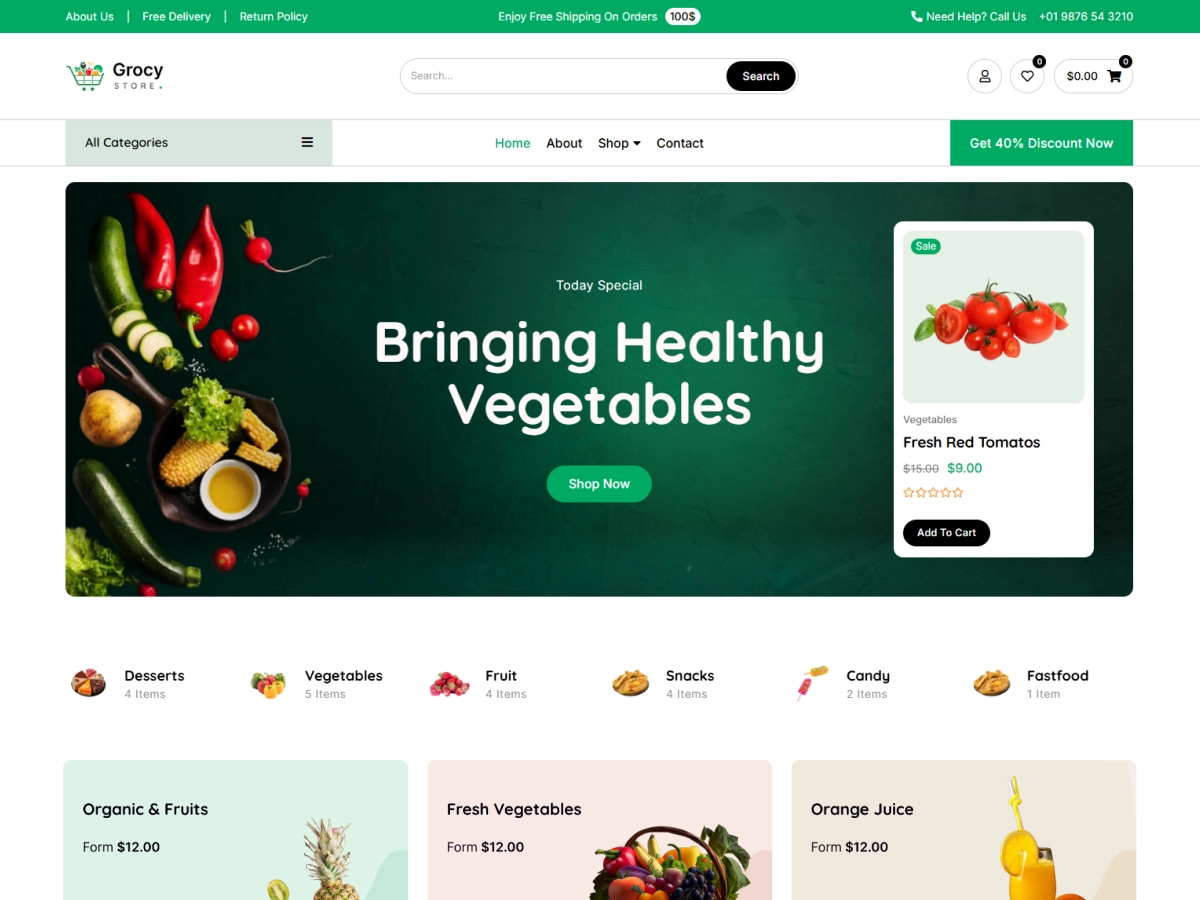 About Us | Free Delivery | Return Policy
Enjoy Free Shipping On Orders 100$
Need Help? Call Us +01 9876 54 3210
Grocy
STORE.
Search...
Search
0
$0.00
0
All Categories
Home
About
Shop
Contact
Get 40% Discount Now
Today Special
Bringing Healthy
Vegetables
Shop Now
Sale
Vegetables
Fresh Red Tomatos
$15.00 $9.00
Add To Cart
Desserts
4 Items
Vegetables
5 Items
Fruit
4 Items
Snacks
4 Items
Candy
2 Items
Fastfood
1 Item
Organic & Fruits
Form $12.00
Fresh Vegetables
Form $12.00
Orange Juice
Form $12.00